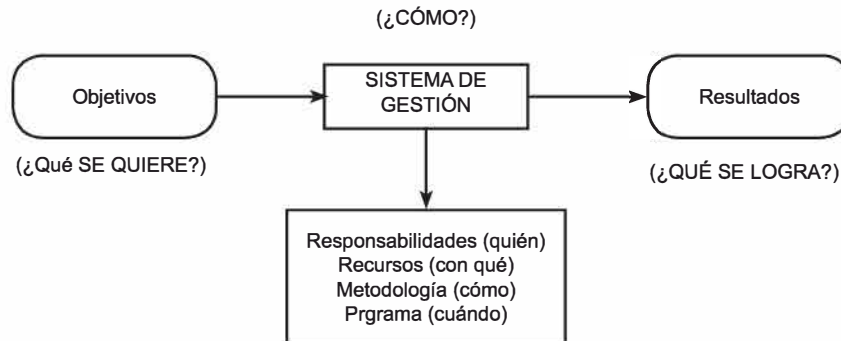 (¿CÓMO?)
Objetivos
SISTEMA DE
GESTIÓN
Resultados
(¿Qué SE QUIERE?)
(¿QUÉ SE LOGRA?)
Responsabilidades (quién)
Recursos (con qué)
Metodología (cómo)
Prgrama (cuándo)